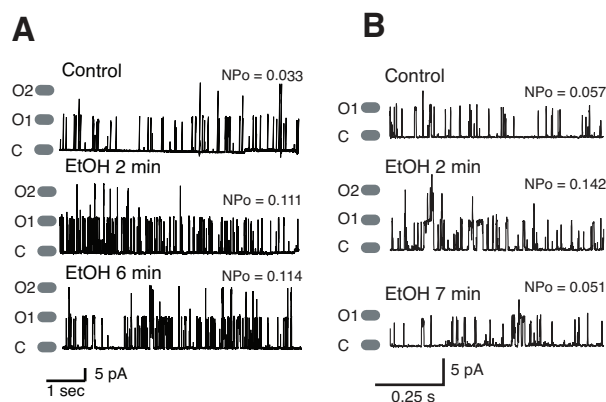 A
Control
NPo = 0.033
O2
O1
C
EtOH 2 min
NPo = 0.111
O2
O1
C
EtOH 6 min
NPo = 0.114
O2
O1
C
5 pA
1 sec
B
Control
NPo = 0.057
O1
C
EtOH 2 min
NPo = 0.142
O2
O1
C
EtOH 7 min
NPo = 0.051
O1
C
5 pA
0.25 s